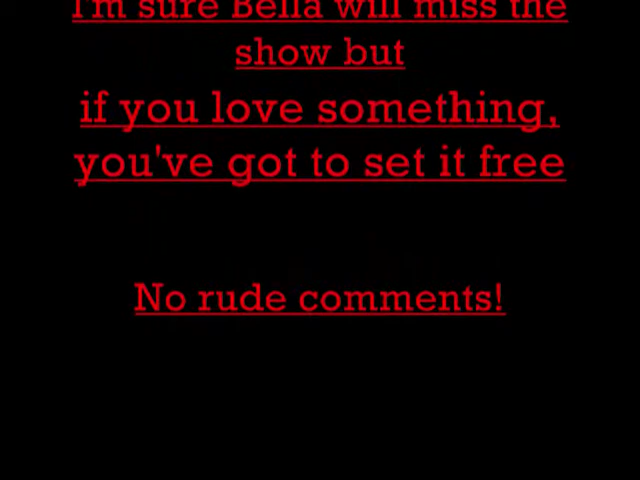 I'm sure Bella will miss the
show but
if you love something,
you've got to set it free
No rude comments!